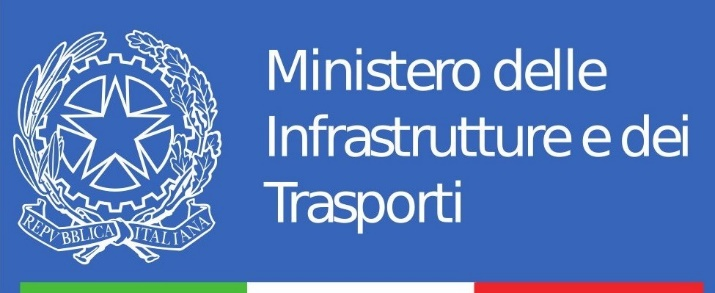 Ministero delle
Infrastrutture e dei
Trasporti
REPVBBLICA ITALIANA